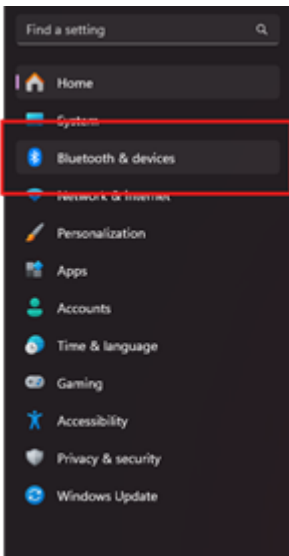 Find a setting
Home
System
Bluetooth & devices
Network & internet
Personalization
Apps
Accounts
Time & language
Gaming
Accessibility
Privacy & security
Windows Update